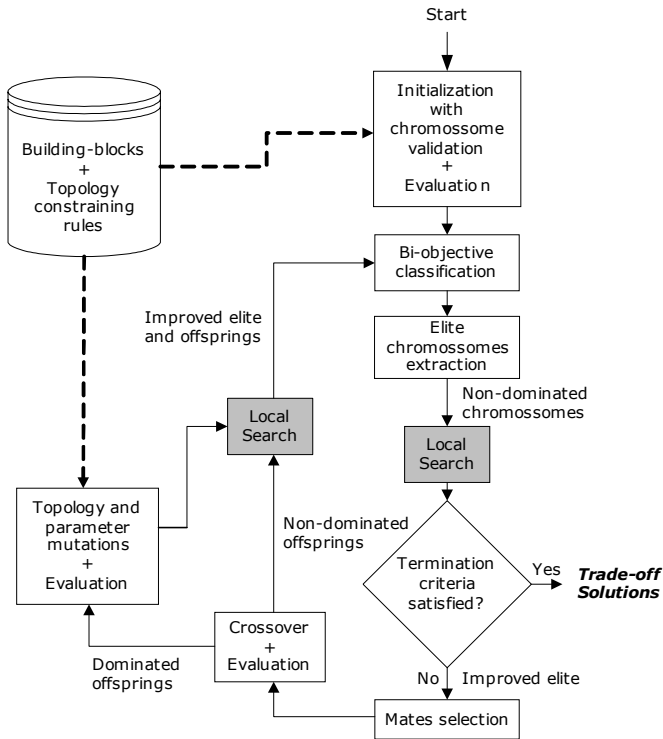 Start
Initialization
with
chromossome
validation
+
Evaluation
Building-blocks
+
Topology
constraining
rules
Bi-objective
classification
Improved elite
and offsprings
Elite
chromossomes
extraction
Non-dominated
chromossomes
Local
Search
Local
Search
Topology and
parameter
mutations
+
Evaluation
Non-dominated
offsprings
Termination
criteria
satisfied?
Yes
Trade-off
Solutions
Crossover
+
Evaluation
Dominated
offsprings
No
Improved elite
Mates selection